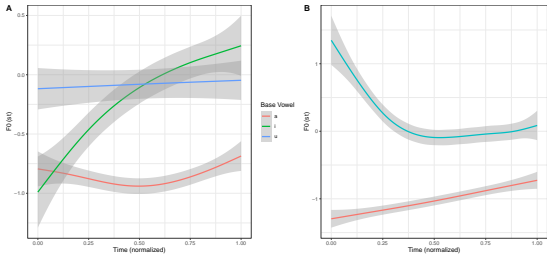 A
F0 (st)
0.5
0.0
−0.5
−1.0
0.00 0.25 0.50 0.75 1.00
Time (normalized)
Base Vowel
a
i
u
B
F0 (st)
1
0
−1
0.00 0.25 0.50 0.75 1.00
Time (normalized)